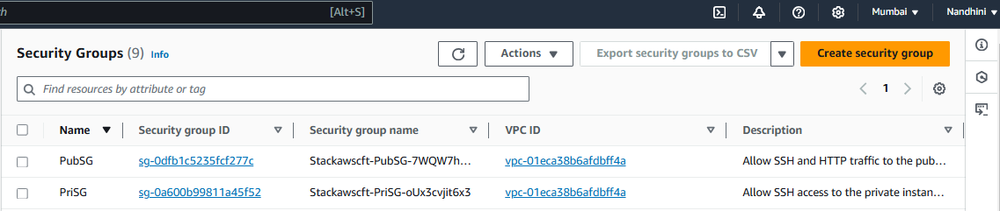 [Alt+S] Mumbai ▼ Nandhini ▼
Security Groups (9) Info Actions ▼ Export security groups to CSV ▼ Create security group
Find resources by attribute or tag 1
Name ▼ Security group ID Security group name VPC ID Description
PubSG sg-0dfb1c5235fcf277c Stackawscft-PubSG-7WQW7h... vpc-01eca38b6afdbff4a Allow SSH and HTTP traffic to the pub...
PriSG sg-0a600b99811a45f52 Stackawscft-PriSG-oUx3cvjit6x3 vpc-01eca38b6afdbff4a Allow SSH access to the private instan...